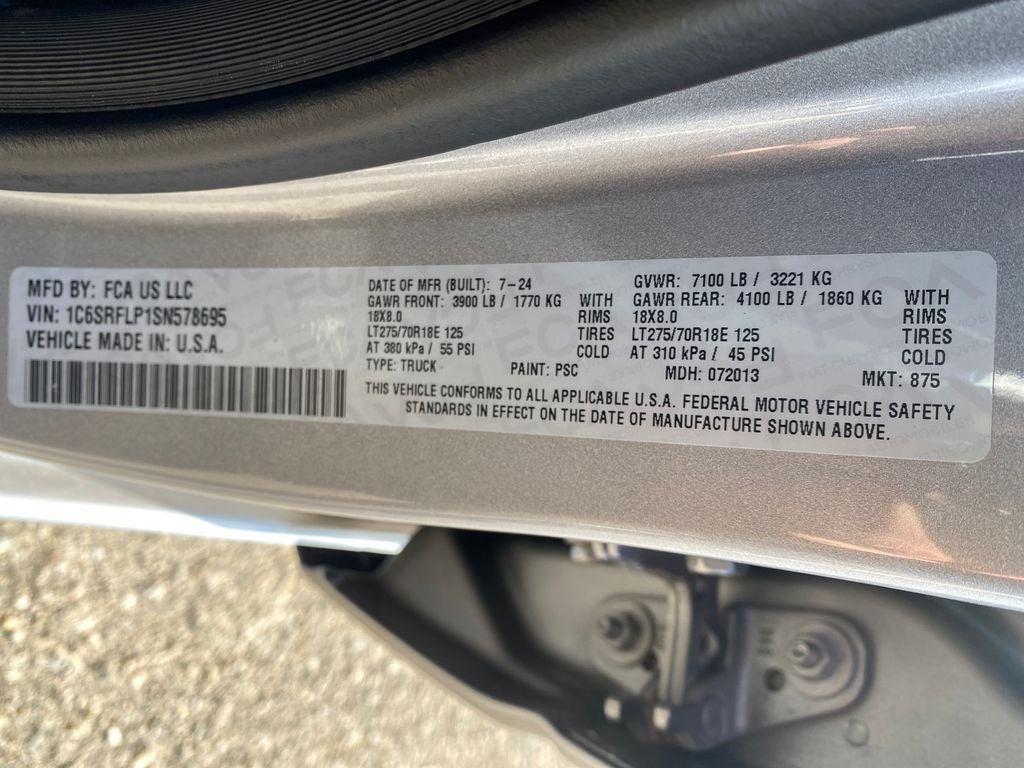 MFD BY: FCA US LLC
VIN: 1C6SRFLP1SN578695
VEHICLE MADE IN: U.S.A.
DATE OF MFR (BUILT): 7-24
GAWR FRONT: 3900 LB / 1770 KG WITH
18X8.0 RIMS
LT275/70R18E 125 TIRES
AT 380 kPa / 55 PSI COLD
TYPE: TRUCK PAINT: PSC
GVWR: 7100 LB / 3221 KG
GAWR REAR: 4100 LB / 1860 KG WITH
18X8.0 RIMS
LT275/70R18E 125 TIRES
AT 310 kPa / 45 PSI COLD
MDH: 072013 MKT: 875
THIS VEHICLE CONFORMS TO ALL APPLICABLE U.S.A. FEDERAL MOTOR VEHICLE SAFETY
STANDARDS IN EFFECT ON THE DATE OF MANUFACTURE SHOWN ABOVE.